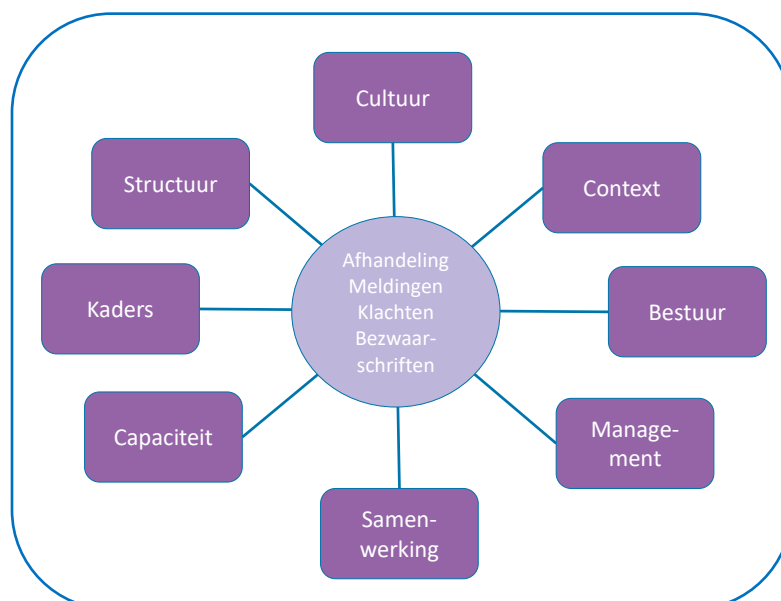 Cultuur
Structuur
Context
Afhandeling
Meldingen
Klachten
Bezwaar-
schriften
Kaders
Bestuur
Capaciteit
Manage-
ment
Samen-
werking